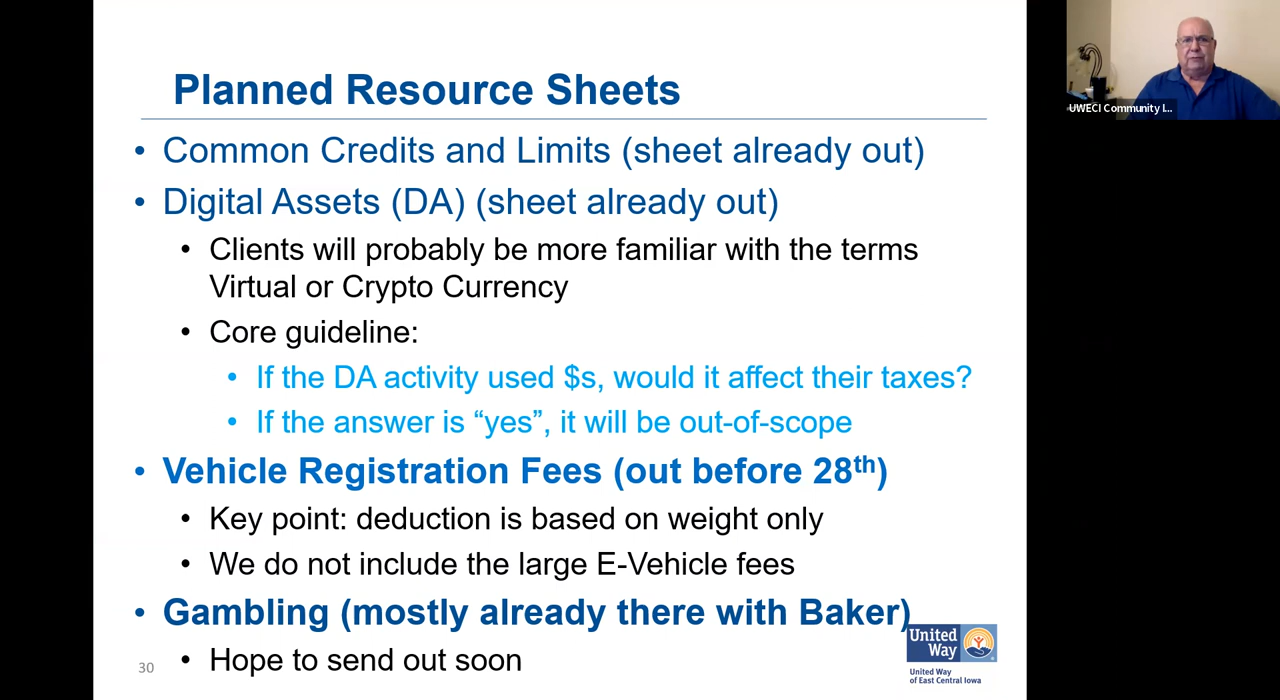 Planned Resource Sheets
• Common Credits and Limits (sheet already out)
• Digital Assets (DA) (sheet already out)
• Clients will probably be more familiar with the terms
Virtual or Crypto Currency
• Core guideline:
• If the DA activity used $s, would it affect their taxes?
• If the answer is “yes”, it will be out-of-scope
• Vehicle Registration Fees (out before 28th)
• Key point: deduction is based on weight only
• We do not include the large E-Vehicle fees
• Gambling (mostly already there with Baker)
• Hope to send out soon
30
United
Way
United Way
of East Central Iowa
UWECI Community I...